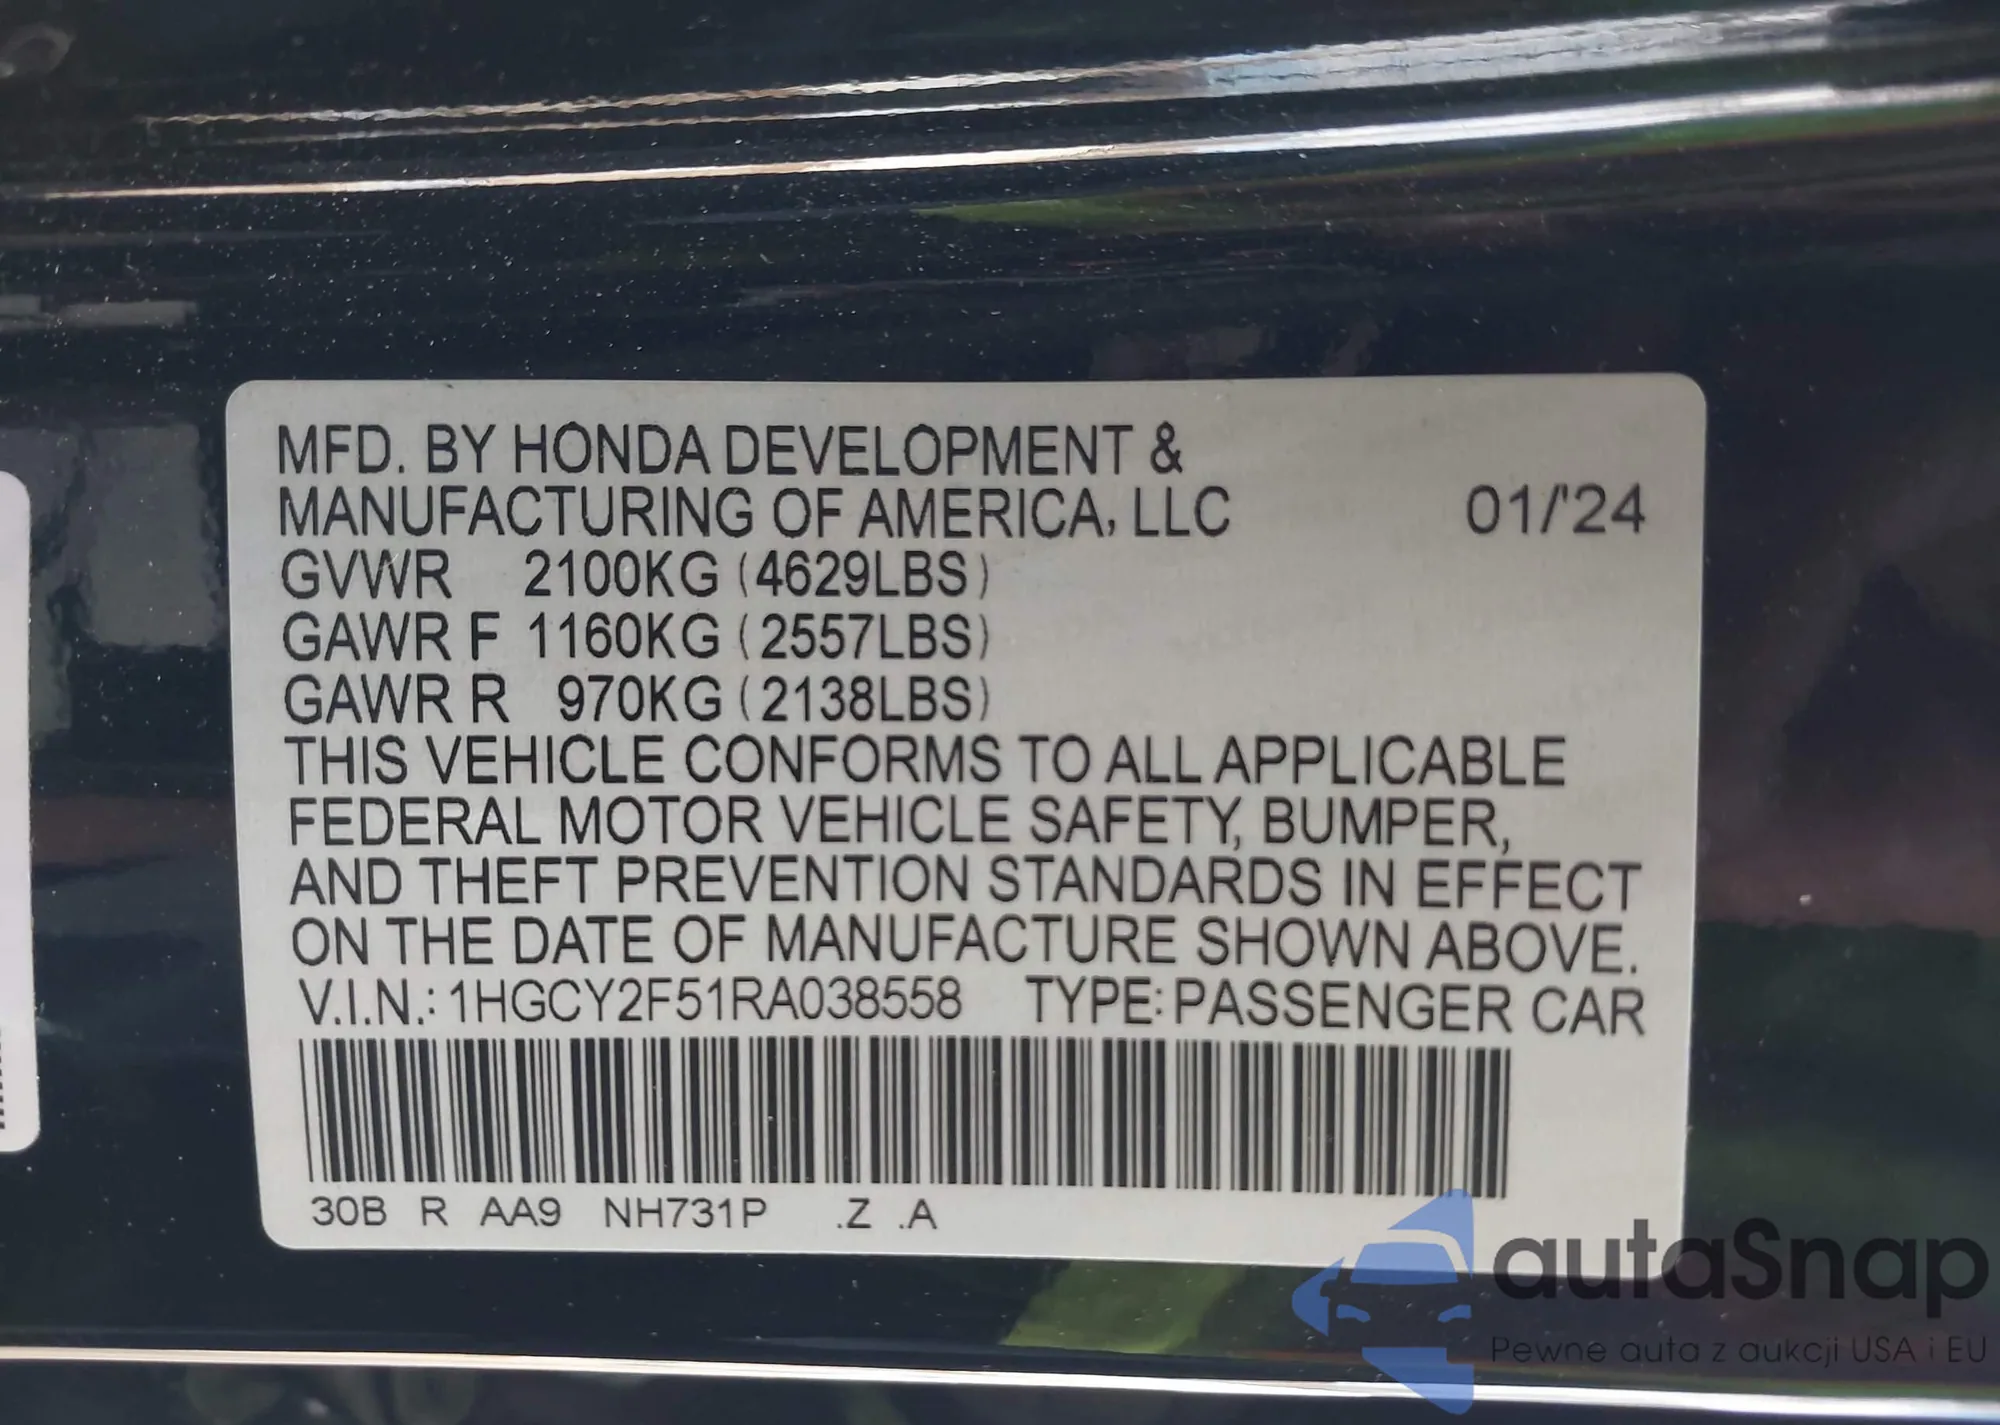 MFD. BY HONDA DEVELOPMENT &
MANUFACTURING OF AMERICA, LLC 01/'24
GVWR 2100KG (4629LBS)
GAWR F 1160KG (2557LBS)
GAWR R 970KG (2138LBS)
THIS VEHICLE CONFORMS TO ALL APPLICABLE
FEDERAL MOTOR VEHICLE SAFETY, BUMPER,
AND THEFT PREVENTION STANDARDS IN EFFECT
ON THE DATE OF MANUFACTURE SHOWN ABOVE.
V.I.N.: 1HGCY2F51RA038558 TYPE: PASSENGER CAR
30B R AA9 NH731P .Z .A
autaSnap
Pewne auta z aukcji USA i EU